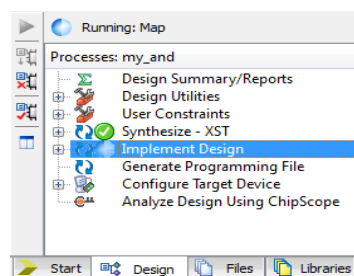 Running: Map
Processes: my_and
Design Summary/Reports
Design Utilities
User Constraints
Synthesize - XST
Implement Design
Generate Programming File
Configure Target Device
Analyze Design Using ChipScope
Start Design Files Libraries